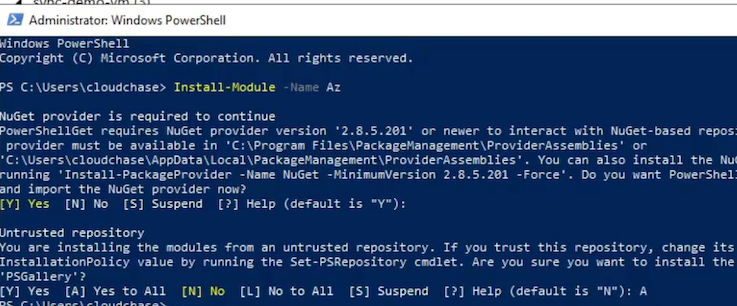 sync-demo-vm (3)
Administrator: Windows PowerShell
Windows PowerShell
Copyright (C) Microsoft Corporation. All rights reserved.
PS C:\Users\cloudchase> Install-Module -Name Az
NuGet provider is required to continue
PowerShellGet requires NuGet provider version '2.8.5.201' or newer to interact with NuGet-based reposi
provider must be available in 'C:\Program Files\PackageManagement\ProviderAssemblies' or
'C:\Users\cloudchase\AppData\Local\PackageManagement\ProviderAssemblies'. You can also install the NuG
running 'Install-PackageProvider -Name NuGet -MinimumVersion 2.8.5.201 -Force'. Do you want PowerShell
and import the NuGet provider now?
[Y] Yes  [N] No  [S] Suspend  [?] Help (default is "Y"):
Untrusted repository
You are installing the modules from an untrusted repository. If you trust this repository, change its
InstallationPolicy value by running the Set-PSRepository cmdlet. Are you sure you want to install the
'PSGallery'?
[Y] Yes  [A] Yes to All  [N] No  [L] No to All  [S] Suspend  [?] Help (default is "N"): A
PS C:\Users\cloudchase>